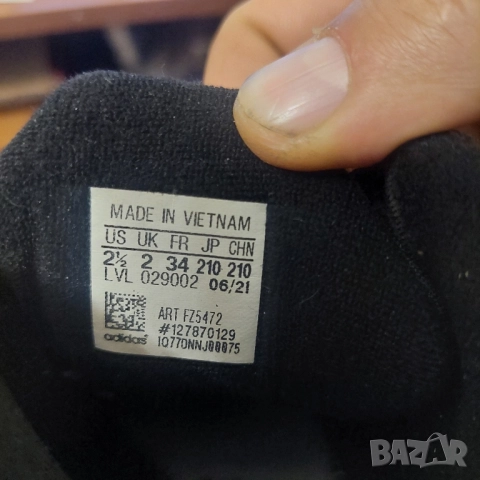 MADE IN VIETNAM
US UK FR JP CHN
2½ 2 34 210 210
LVL 029002 06/21
ART FZ5472
#127870129
adidas IO77DNNJ00075
BAZAR